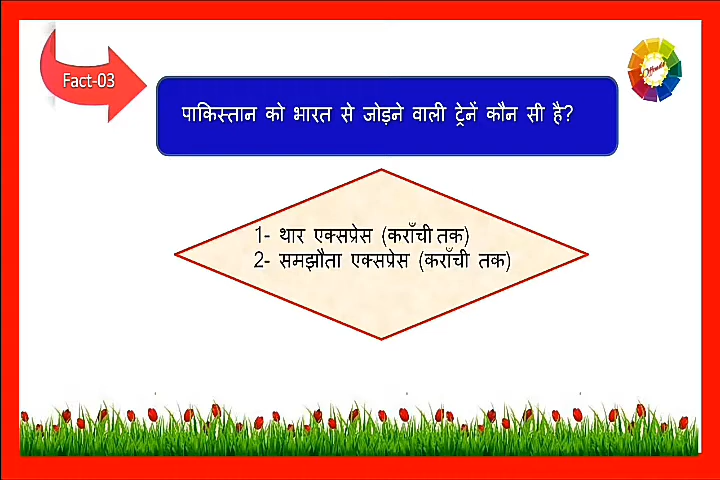 Fact-03
पाकिस्तान को भारत से जोड़ने वाली ट्रेनें कौन सी है?
1- थार एक्सप्रेस (कराँची तक)
2- समझौता एक्सप्रेस (कराँची तक)